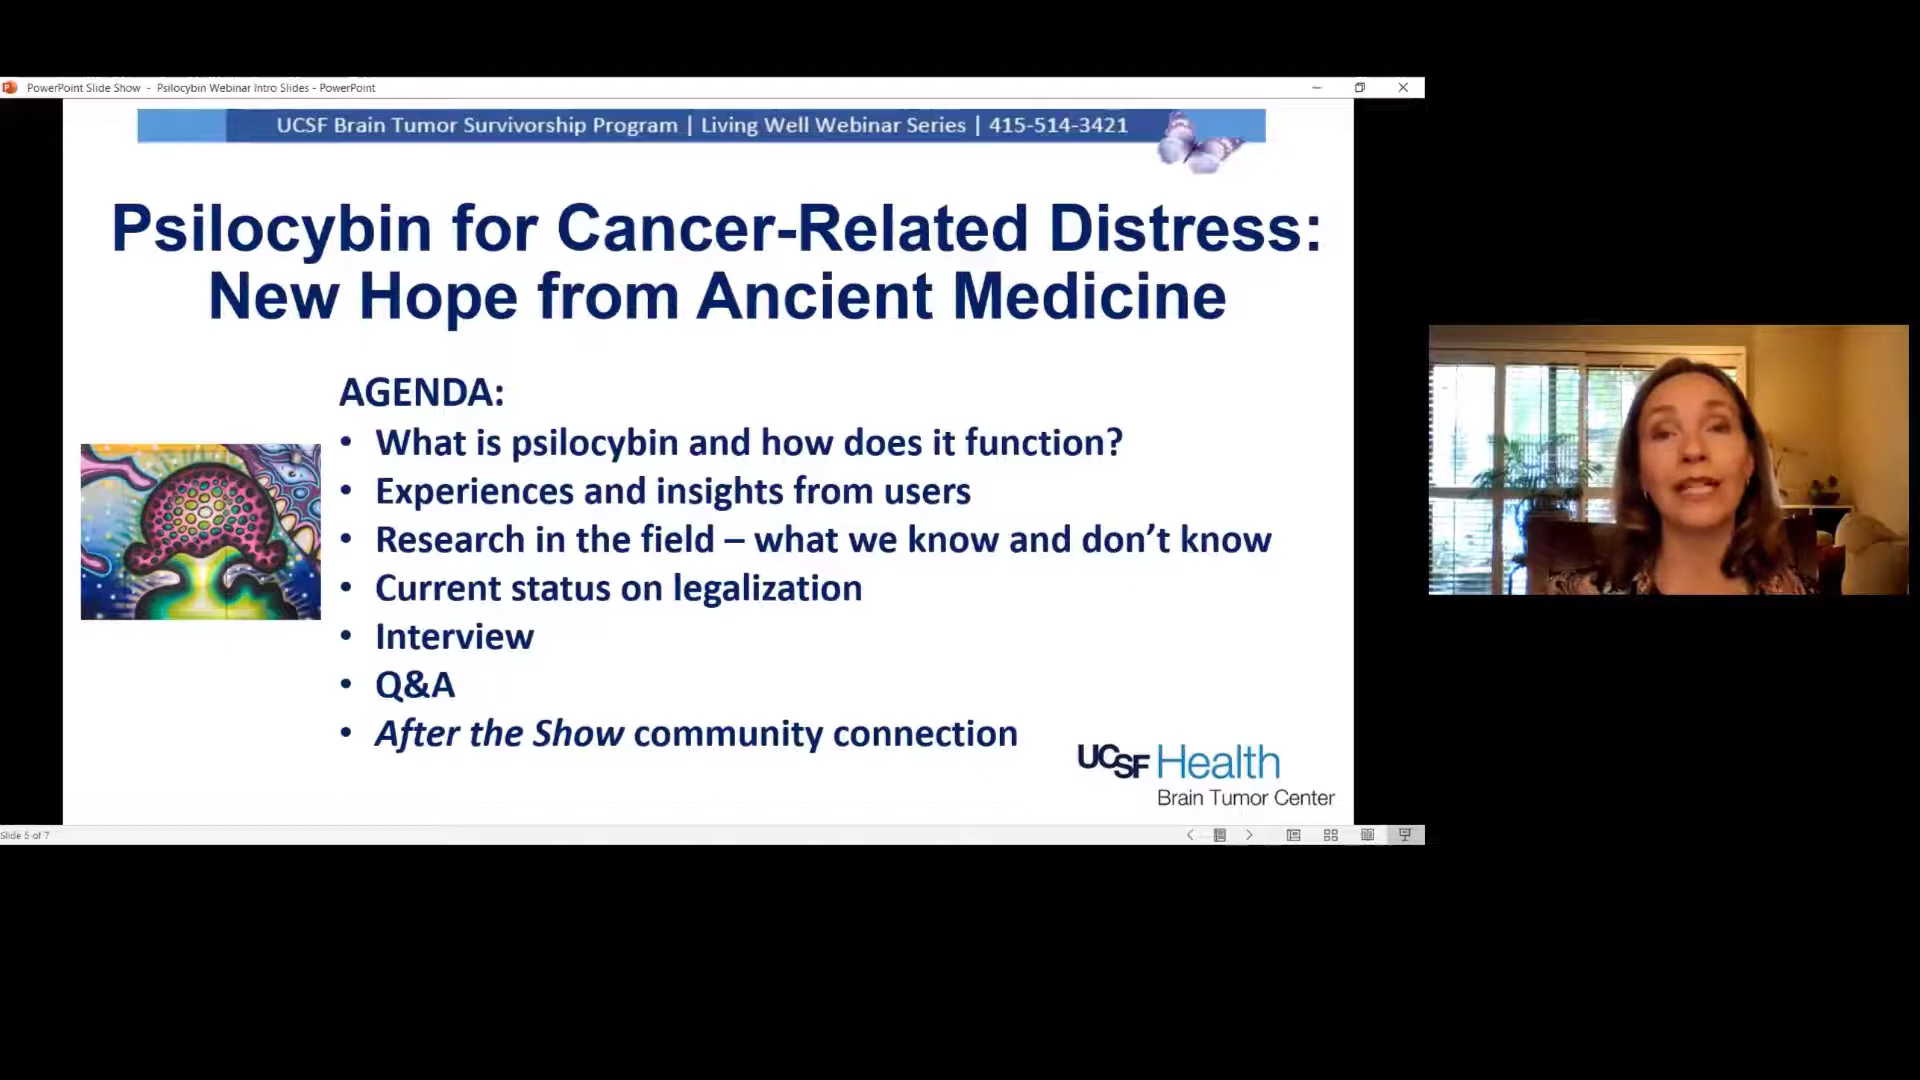 PowerPoint Slide Show - Psilocybin Webinar Intro Slides - PowerPoint
UCSF Brain Tumor Survivorship Program | Living Well Webinar Series | 415-514-3421
Psilocybin for Cancer-Related Distress:
New Hope from Ancient Medicine
AGENDA:
• What is psilocybin and how does it function?
• Experiences and insights from users
• Research in the field – what we know and don’t know
• Current status on legalization
• Interview
• Q&A
• After the Show community connection
UCSF Health
Brain Tumor Center
Slide 5 of 7